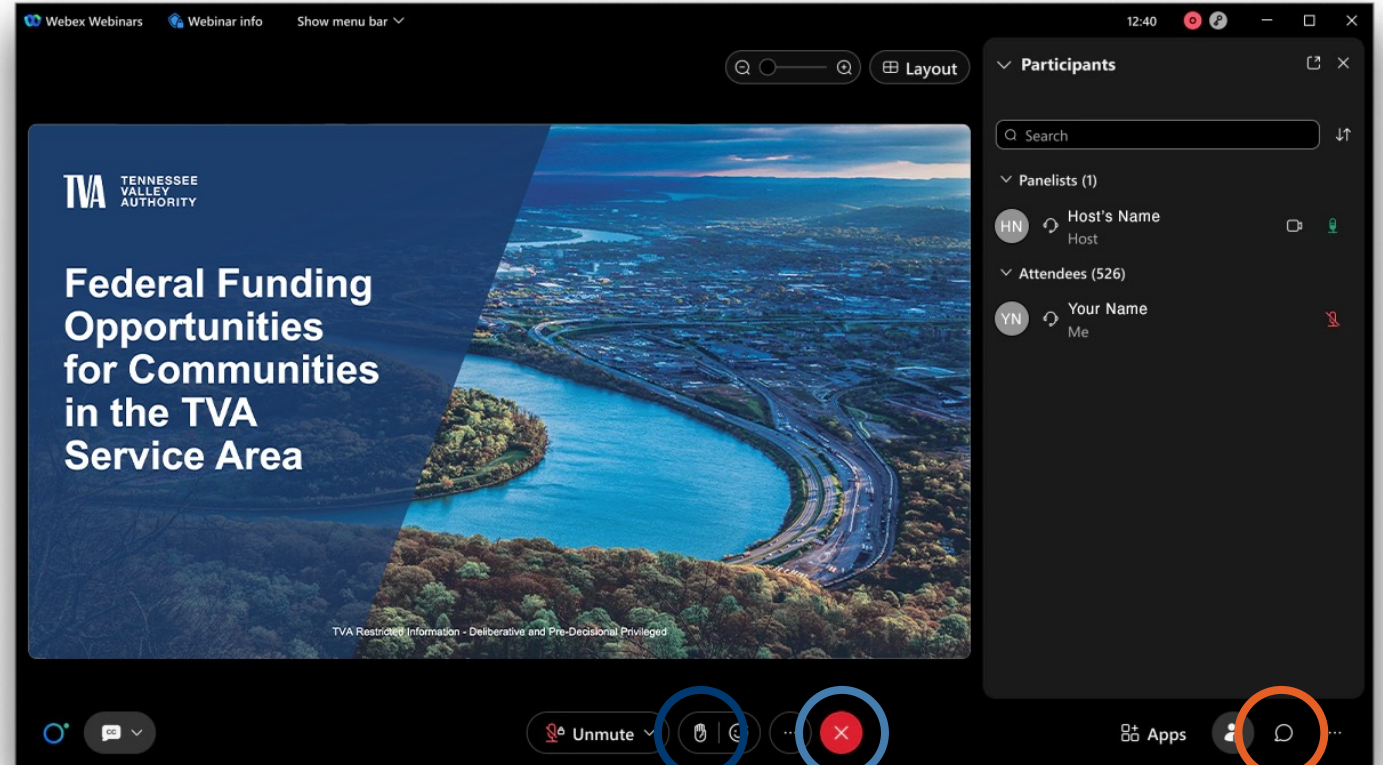 Webex Webinars
Webinar info
Show menu bar
12:40
Layout
Participants
Search
TVA TENNESSEE
VALLEY
AUTHORITY
Federal Funding
Opportunities
for Communities
in the TVA
Service Area
TVA Restricted Information - Deliberative and Pre-Decisional Privileged
Panelists (1)
HN
Host's Name
Host
Attendees (526)
YN
Your Name
Me
CC
Unmute
Apps